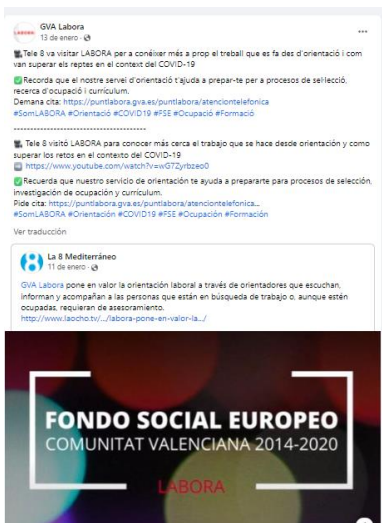 GVA Labora
13 de enero ·
Tele 8 va visitar LABORA per a conéixer més a prop el treball que es fa des d'orientació i com
van superar els reptes en el context del COVID-19
Recorda que el nostre servei d'orientació t'ajuda a prepar-te per a procesos de selecció,
recerca d'ocupació i currículum.
Demana cita: https://puntlabora.gva.es/puntlabora/atenciontelefonica
#SomLABORA #Orientació #COVID19 #FSE #Ocupació #Formació
----------------------------------------
Tele 8 visitó LABORA para conocer más cerca el trabajo que se hace desde orientación y como
superar los retos en el contexto del COVID-19
https://www.youtube.com/watch?v=wG7Zyrbzeo0
Recuerda que nuestro servicio de orientación te ayuda a prepararte para procesos de selección,
investigación de ocupación y currículum.
Pide cita: https://puntlabora.gva.es/puntlabora/atenciontelefonica...
#SomLABORA #Orientación #COVID19 #FSE #Ocupación #Formación
Ver traducción
La 8 Mediterráneo
11 de enero ·
GVA Labora pone en valor la orientación laboral a través de orientadores que escuchan,
informan y acompañan a las personas que están en búsqueda de trabajo o, aunque estén
ocupadas, requieran de asesoramiento.
http://www.laocho.tv/.../labora-pone-en-valor-la.../
FONDO SOCIAL EUROPEO
COMUNITAT VALENCIANA 2014-2020
LABORA